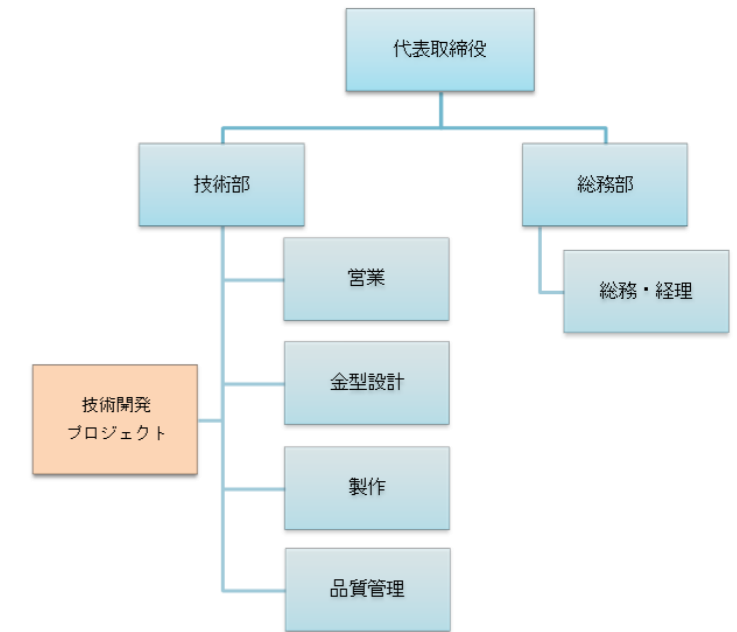 代表取締役
技術部
総務部
営業
総務・経理
金型設計
技術開発
プロジェクト
製作
品質管理